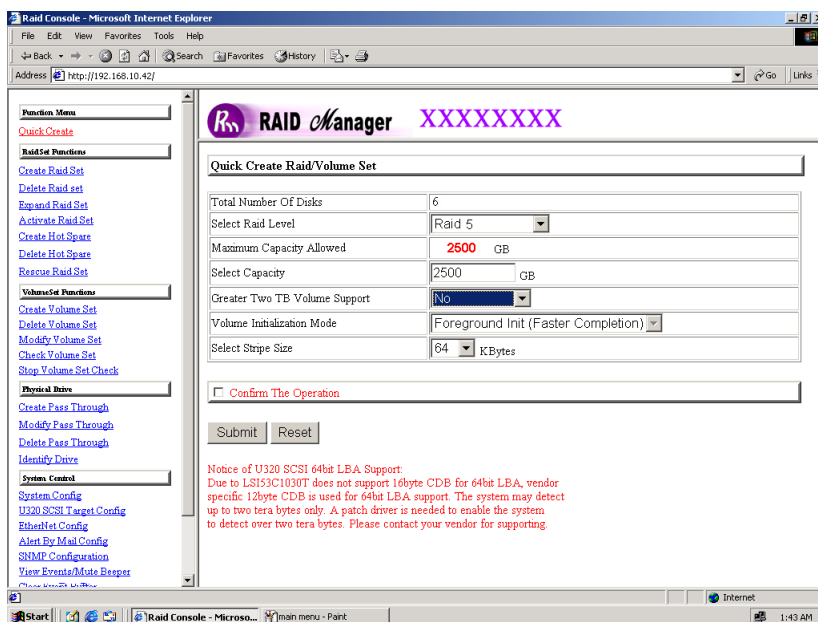 Raid Console - Microsoft Internet Explorer
File Edit View Favorites Tools Help
Back Search Favorites History
Address http://192.168.10.42/ Go Links
Function Menu
Quick Create
RaidSet Functions
Create Raid Set
Delete Raid set
Expand Raid Set
Activate Raid Set
Create Hot Spare
Delete Hot Spare
Rescue Raid Set
VolumeSet Functions
Create Volume Set
Delete Volume Set
Modify Volume Set
Check Volume Set
Stop Volume Set Check
Physical Drive
Create Pass Through
Modify Pass Through
Delete Pass Through
Identify Drive
System Control
System Config
U320 SCSI Target Config
EtherNet Config
Alert By Mail Config
SNMP Configuration
View Events/Mute Beeper
Clear Event Buffer
RAID Manager XXXXXXXX
Quick Create Raid/Volume Set
Total Number Of Disks 6
Select Raid Level Raid 5
Maximum Capacity Allowed 2500 GB
Select Capacity 2500 GB
Greater Two TB Volume Support No
Volume Initialization Mode Foreground Init (Faster Completion)
Select Stripe Size 64 KBytes
Confirm The Operation
Submit Reset
Notice of U320 SCSI 64bit LBA Support:
Due to LSI53C1030T does not support 16byte CDB for 64bit LBA, vendor
specific 12byte CDB is used for 64bit LBA support. The system may detect
up to two tera bytes only. A patch driver is needed to enable the system
to detect over two tera bytes. Please contact your vendor for supporting.
Internet
Start Raid Console - Microso... main menu - Paint 1:43 AM